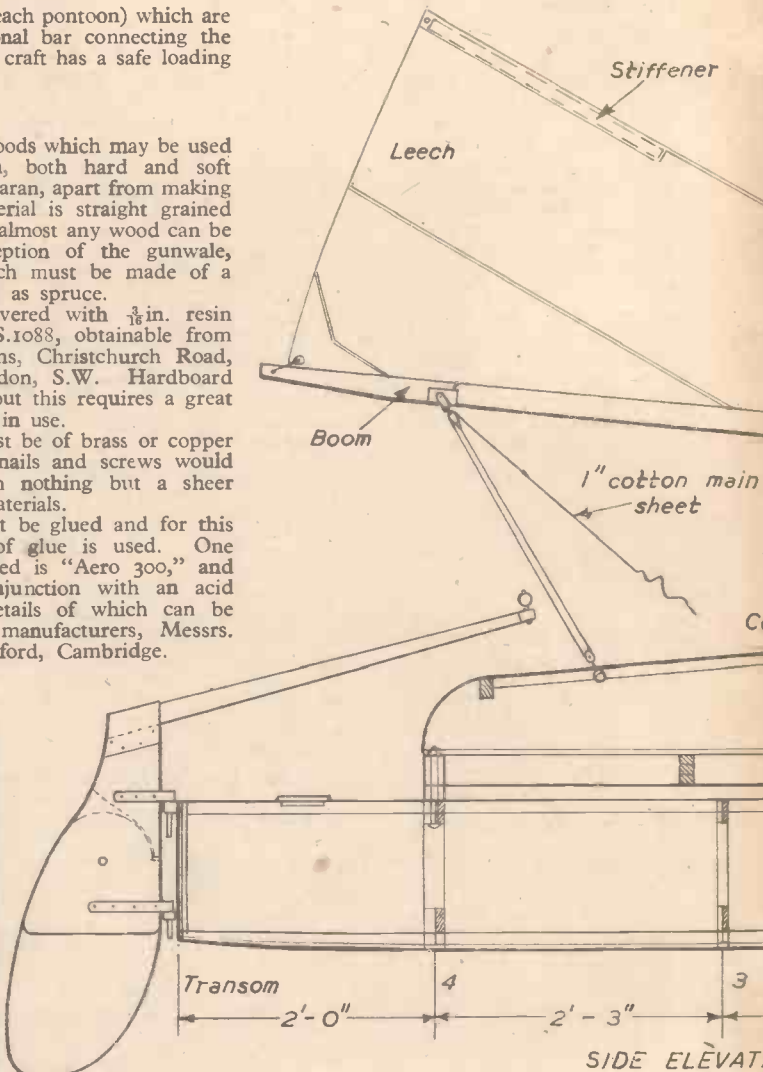 each pontoon) which are
onal bar connecting the
craft has a safe loading
oods which may be used
, both hard and soft
aran, apart from making
erial is straight grained
almost any wood can be
eption of the gunwale,
ch must be made of a
as spruce.
vered with 3/16 in. resin
S.1088, obtainable from
ns, Christchurch Road,
don, S.W. Hardboard
out this requires a great
in use.
st be of brass or copper
nails and screws would
n nothing but a sheer
aterials.
t be glued and for this
of glue is used. One
ed is "Aero 300," and
njunction with an acid
etails of which can be
manufacturers, Messrs.
ford, Cambridge.
Stiffener
Leech
Boom
1" cotton main
sheet
Co
Transom
4
3
2'-0"
2'-3"
SIDE ELEVAT